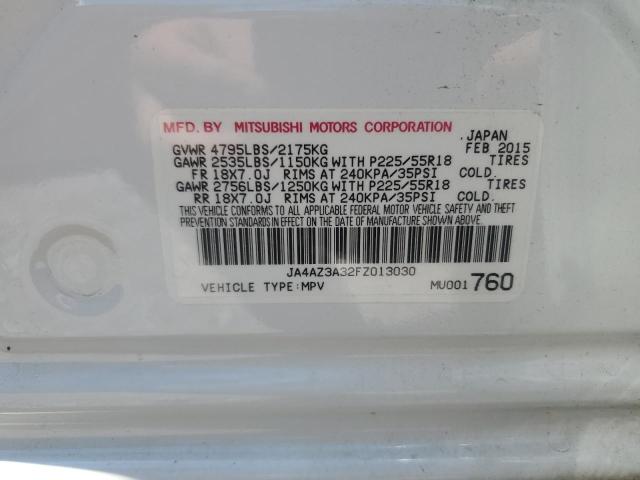 MFD. BY MITSUBISHI MOTORS CORPORATION ,JAPAN
GVWR 4795LBS/2175KG FEB 2015
GAWR 2535LBS/1150KG WITH P225/55R18 TIRES
FR 18X7.0J RIMS AT 240KPA/35PSI COLD.
GAWR 2756LBS/1250KG WITH P225/55R18 TIRES
RR 18X7.0J RIMS AT 240KPA/35PSI COLD.
THIS VEHICLE CONFORMS TO ALL APPLICABLE FEDERAL MOTOR VEHICLE SAFETY AND THEFT
PREVENTION STANDARDS IN EFFECT ON THE DATE OF MANUFACTURE SHOWN ABOVE.
JA4AZ3A32FZ013030
VEHICLE TYPE:MPV MU001760